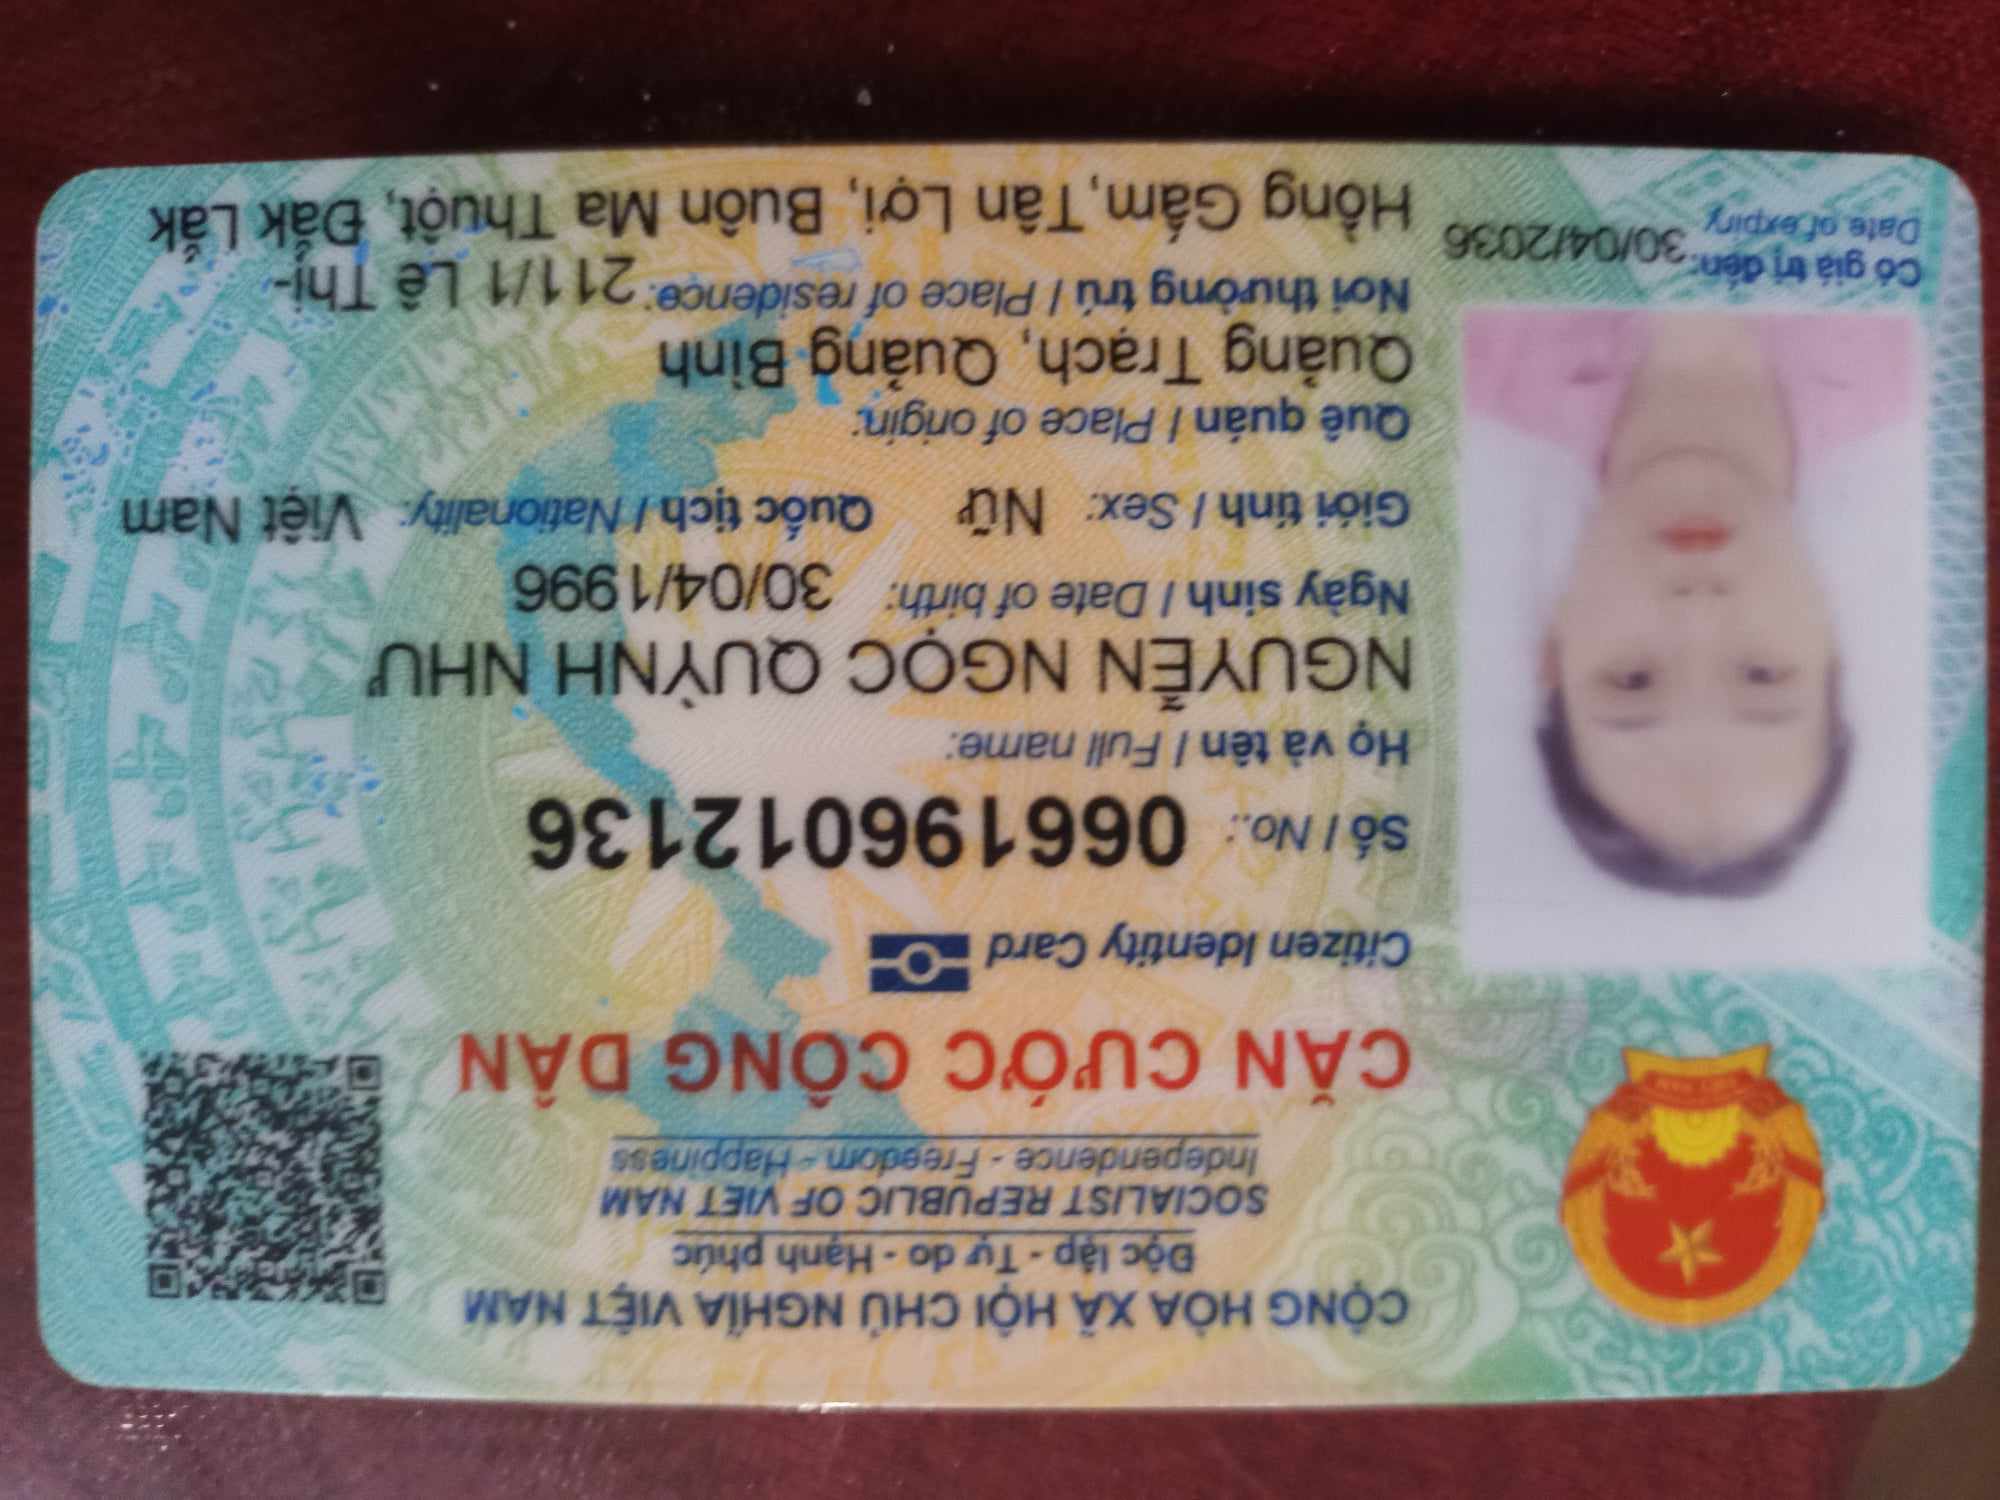 CỘNG HÒA XÃ HỘI CHỦ NGHĨA VIỆT NAM
Độc lập - Tự do - Hạnh phúc
SOCIALIST REPUBLIC OF VIET NAM
Independence - Freedom - Happiness
CĂN CƯỚC CÔNG DÂN
Citizen Identity Card
Số / No.: 066196012136
Họ và tên / Full name:
NGUYỄN NGỌC QUỲNH NHƯ
Ngày sinh / Date of birth: 30/04/1996
Giới tính / Sex: Nữ Quốc tịch / Nationality: Việt Nam
Quê quán / Place of origin:
Quảng Trạch, Quảng Bình
Nơi thường trú / Place of residence: 211/1 Lê Thị-
Hồng Gấm,Tân Lợi, Buôn Ma Thuột, Đắk Lắk
Có giá trị đến: 30/04/2036
Date of expiry